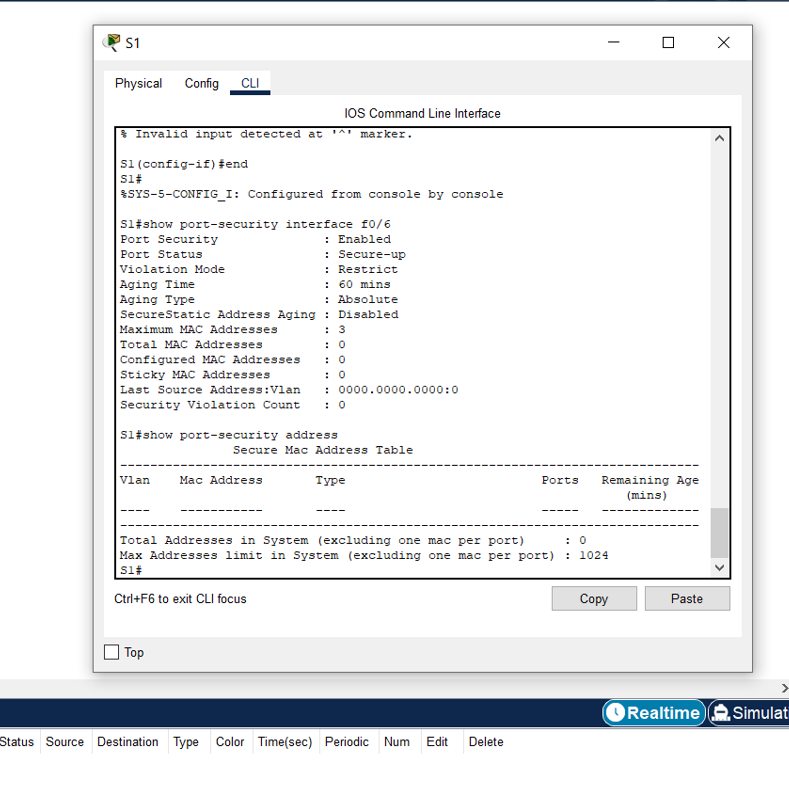 S1
Physical Config CLI
IOS Command Line Interface
% Invalid input detected at '^' marker.
S1(config-if)#end
S1#
%SYS-5-CONFIG_I: Configured from console by console
S1#show port-security interface f0/6
Port Security : Enabled
Port Status : Secure-up
Violation Mode : Restrict
Aging Time : 60 mins
Aging Type : Absolute
SecureStatic Address Aging : Disabled
Maximum MAC Addresses : 3
Total MAC Addresses : 0
Configured MAC Addresses : 0
Sticky MAC Addresses : 0
Last Source Address:Vlan : 0000.0000.0000:0
Security Violation Count : 0
S1#show port-security address
Secure Mac Address Table
-----------------------------------------------------------------------------
Vlan Mac Address Type Ports Remaining Age
(mins)
---- ----------- ---- ----- -------------
-----------------------------------------------------------------------------
Total Addresses in System (excluding one mac per port) : 0
Max Addresses limit in System (excluding one mac per port) : 1024
S1#
Ctrl+F6 to exit CLI focus Copy Paste
Top
Realtime Simulat
Status Source Destination Type Color Time(sec) Periodic Num Edit Delete